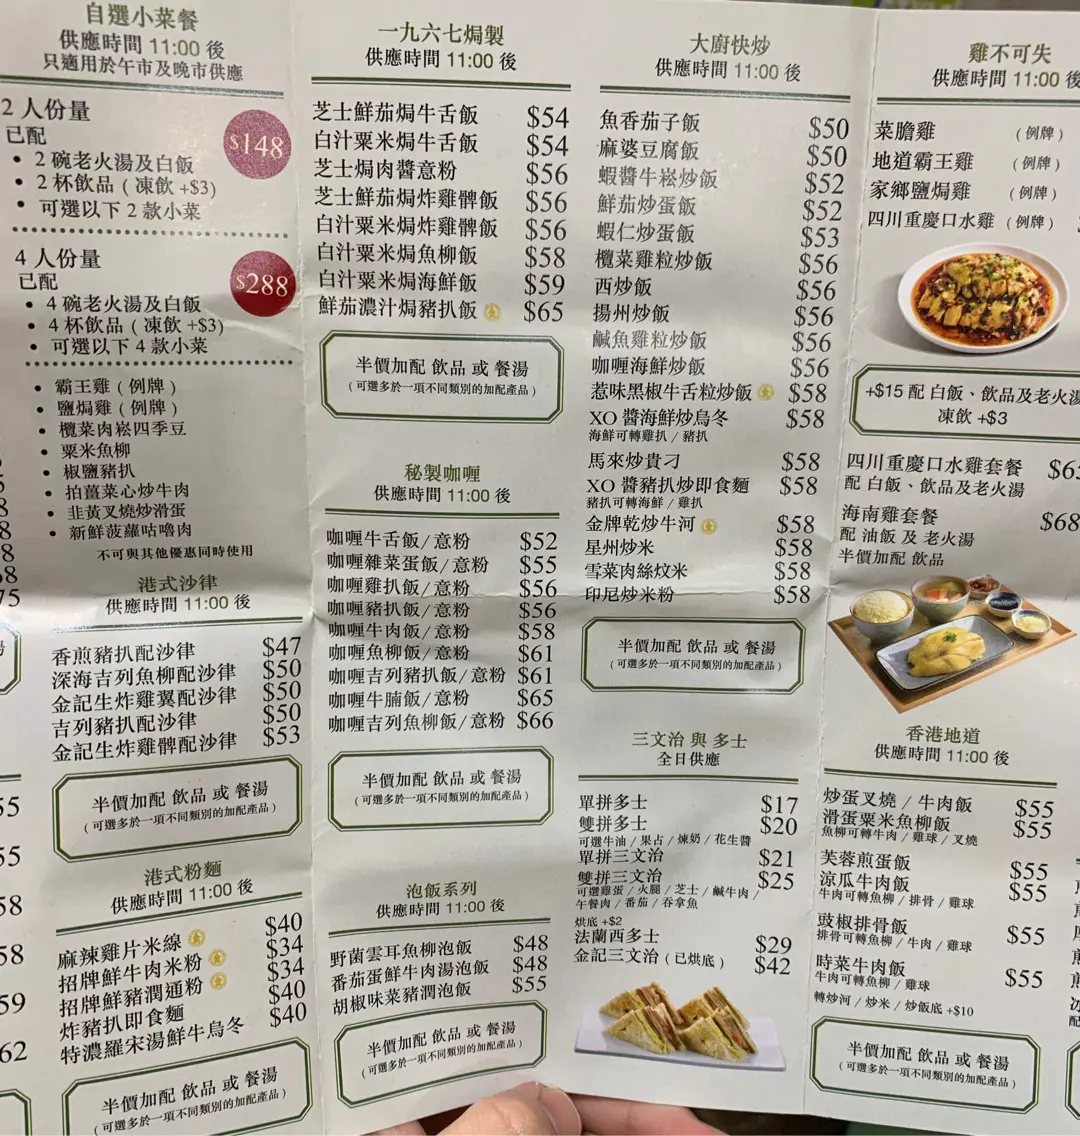 自選小菜餐
供應時間 11:00 後
只適用於午市及晚市供應
2 人份量
已配
$148
• 2 碗老火湯及白飯
• 2 杯飲品 ( 凍飲 +$3)
• 可選以下 2 款小菜
4 人份量
已配
$288
• 4 碗老火湯及白飯
• 4 杯飲品 ( 凍飲 +$3)
• 可選以下 4 款小菜
• 霸王雞 ( 例牌 )
• 鹽焗雞 ( 例牌 )
• 欖菜肉崧四季豆
• 粟米魚柳
• 椒鹽豬扒
• 拍薑菜心炒牛肉
• 韭黃叉燒炒滑蛋
• 新鮮菠蘿咕嚕肉
不可與其他優惠同時使用
港式沙律
供應時間 11:00 後
香煎豬扒配沙律 $47
深海吉列魚柳配沙律 $50
金記生炸雞翼配沙律 $50
吉列豬扒配沙律 $50
金記生炸雞髀配沙律 $53
半價加配 飲品 或 餐湯
( 可選多於一項不同類別的加配產品 )
港式粉麵
供應時間 11:00 後
麻辣雞片米線 $40
招牌鮮牛肉米粉 $34
招牌鮮豬潤通粉 $34
炸豬扒即食麵 $40
特濃羅宋湯鮮牛烏冬 $40
半價加配 飲品 或 餐湯
( 可選多於一項不同類別的加配產品 )
一九六七焗製
供應時間 11:00 後
芝士鮮茄焗牛舌飯 $54
白汁粟米焗牛舌飯 $54
芝士焗肉醬意粉 $56
芝士鮮茄焗炸雞髀飯 $56
白汁粟米焗炸雞髀飯 $56
白汁粟米焗魚柳飯 $58
白汁粟米焗海鮮飯 $59
鮮茄濃汁焗豬扒飯 $65
半價加配 飲品 或 餐湯
( 可選多於一項不同類別的加配產品 )
秘製咖喱
供應時間 11:00 後
咖喱牛舌飯/意粉 $52
咖喱雜菜蛋飯/意粉 $55
咖喱雞扒飯/意粉 $56
咖喱豬扒飯/意粉 $56
咖喱牛肉飯/意粉 $58
咖喱魚柳飯/意粉 $61
咖喱吉列豬扒飯/意粉 $61
咖喱牛腩飯/意粉 $65
咖喱吉列魚柳飯/意粉 $66
半價加配 飲品 或 餐湯
( 可選多於一項不同類別的加配產品 )
泡飯系列
供應時間 11:00 後
野菌雲耳魚柳泡飯 $48
番茄蛋鮮牛肉湯泡飯 $48
胡椒味菜豬潤泡飯 $55
半價加配 飲品 或 餐湯
( 可選多於一項不同類別的加配產品 )
大廚快炒
供應時間 11:00 後
魚香茄子飯 $50
麻婆豆腐飯 $50
蝦醬牛崧炒飯 $52
鮮茄炒蛋飯 $52
蝦仁炒蛋飯 $53
欖菜雞粒炒飯 $56
西炒飯 $56
揚州炒飯 $56
鹹魚雞粒炒飯 $56
咖喱海鮮炒飯 $56
惹味黑椒牛舌粒炒飯 $58
XO 醬海鮮炒烏冬 $58
海鮮可轉雞扒 / 豬扒
馬來炒貴刁 $58
XO 醬豬扒炒即食麵 $58
豬扒可轉海鮮 / 雞扒
金牌乾炒牛河 $58
星州炒米 $58
雪菜肉絲炆米 $58
印尼炒米粉 $58
半價加配 飲品 或 餐湯
( 可選多於一項不同類別的加配產品 )
三文治 與 多士
全日供應
單拼多士 $17
雙拼多士 $20
可選牛油 / 果占 / 煉奶 / 花生醬
單拼三文治 $21
雙拼三文治 $25
可選雞蛋 / 火腿 / 芝士 / 鹹牛肉 /
午餐肉 / 番茄 / 吞拿魚
烘底 +$2
法蘭西多士 $29
金記三文治 ( 已烘底 ) $42
雞不可失
供應時間 11:00 後
菜膽雞 ( 例牌 )
地道霸王雞 ( 例牌 )
家鄉鹽焗雞 ( 例牌 )
四川重慶口水雞 ( 例牌 )
+$15 配 白飯、飲品及老火湯
凍飲 +$3
四川重慶口水雞套餐
配 白飯、飲品及老火湯
海南雞套餐 $68
配 油飯 及 老火湯
半價加配 飲品
香港地道
供應時間 11:00 後
炒蛋叉燒 / 牛肉飯 $55
滑蛋粟米魚柳飯 $55
魚柳可轉牛肉 / 雞球 / 叉燒
芙蓉煎蛋飯 $55
涼瓜牛肉飯 $55
牛肉可轉魚柳 / 排骨 / 雞球
豉椒排骨飯 $55
排骨可轉魚柳 / 牛肉 / 雞球
時菜牛肉飯 $55
牛肉可轉魚柳 / 雞球
轉炒河 / 炒米 / 炒飯底 +$10
半價加配 飲品 或 餐湯
( 可選多於一項不同類別的加配產品 )